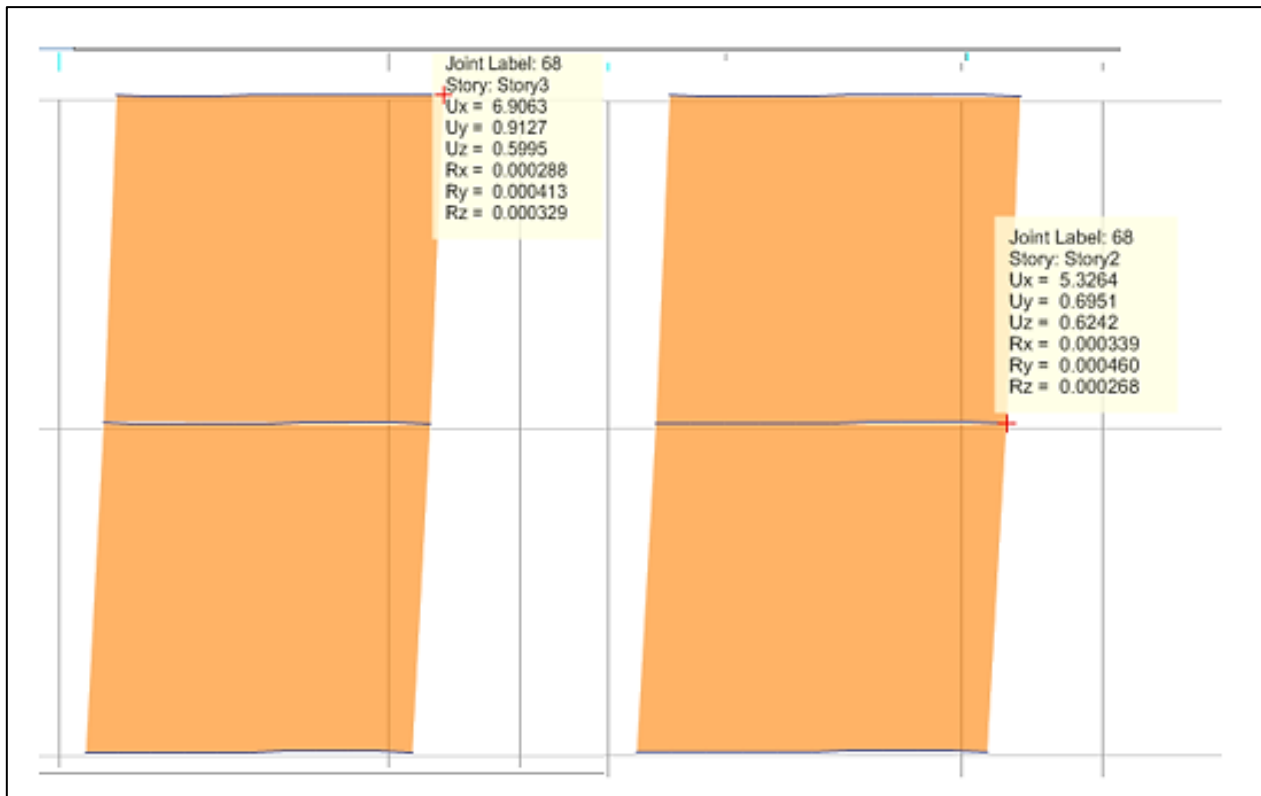 Joint Label: 68
Story: Story3
Ux = 6.9063
Uy = 0.9127
Uz = 0.5995
Rx = 0.000288
Ry = 0.000413
Rz = 0.000329
Joint Label: 68
Story: Story2
Ux = 5.3264
Uy = 0.6951
Uz = 0.6242
Rx = 0.000339
Ry = 0.000460
Rz = 0.000268